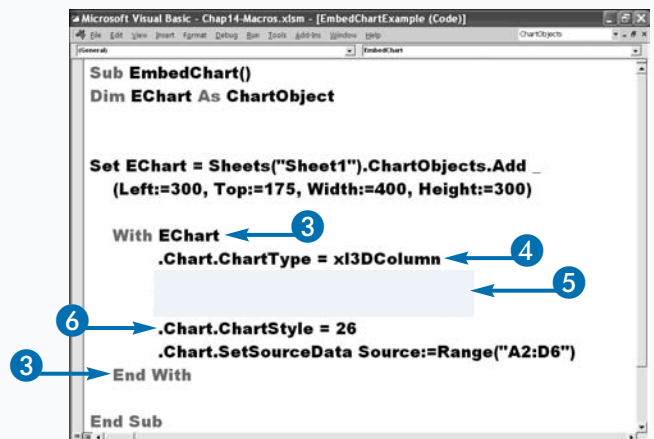 Microsoft Visual Basic - Chap14-Macros.xlsm - [EmbedChartExample (Code)]
File Edit View Insert Format Debug Run Tools Add-Ins Window Help ChartObjects
(General) EmbedChart
Sub EmbedChart()
Dim EChart As ChartObject
Set EChart = Sheets("Sheet1").ChartObjects.Add _
(Left:=300, Top:=175, Width:=400, Height:=300)
With EChart 3
.Chart.ChartType = xl3DColumn 4
5
6 .Chart.ChartStyle = 26
.Chart.SetSourceData Source:=Range("A2:D6")
3 End With
End Sub